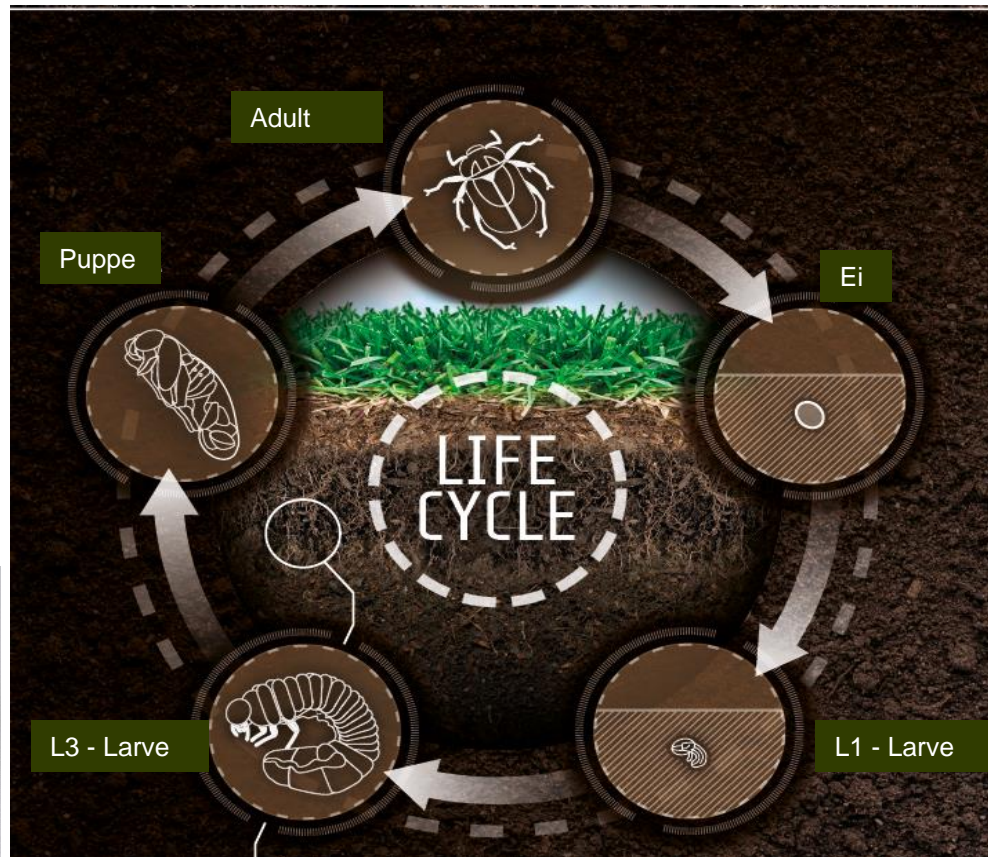 Adult
Puppe
Ei
LIFE
CYCLE
L3 - Larve
L1 - Larve